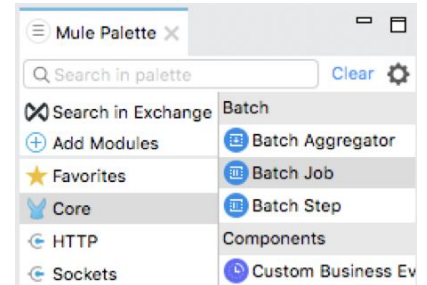 Mule Palette
Search in palette Clear
Search in Exchange
Add Modules
Favorites
Core
HTTP
Sockets
Batch
Batch Aggregator
Batch Job
Batch Step
Components
Custom Business Ev